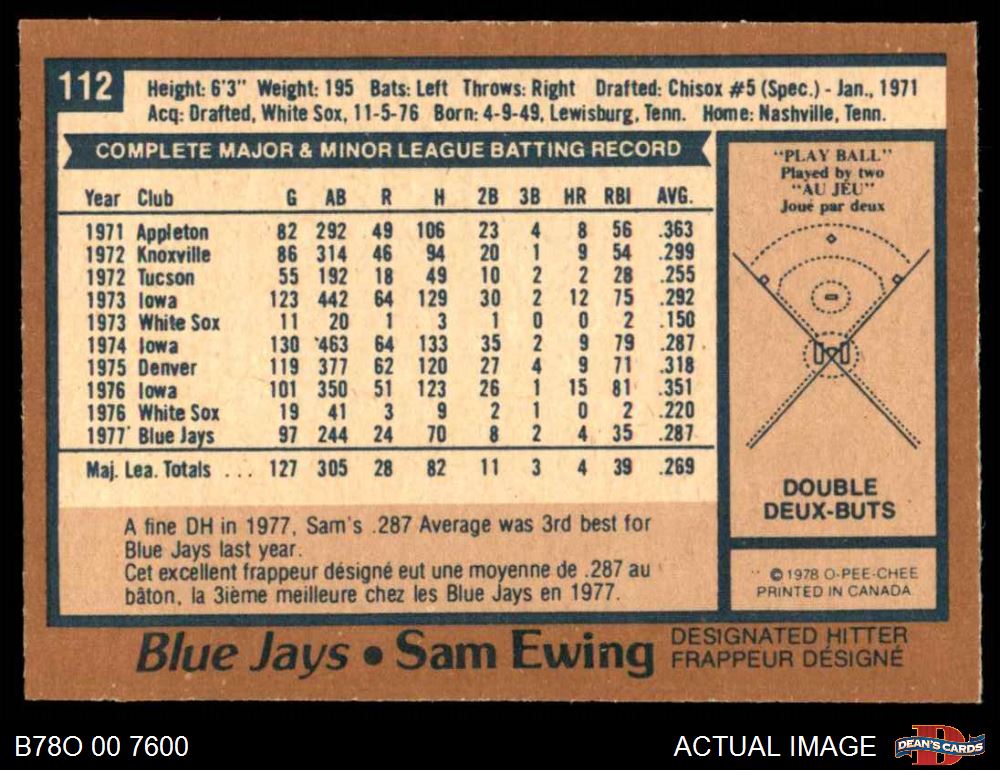 112
Height: 6'3" Weight: 195 Bats: Left Throws: Right Drafted: Chisox #5 (Spec.) - Jan., 1971
Acq: Drafted, White Sox, 11-5-76 Born: 4-9-49, Lewisburg, Tenn. Home: Nashville, Tenn.
COMPLETE MAJOR & MINOR LEAGUE BATTING RECORD
Year Club G AB R H 2B 3B HR RBI AVG.
1971 Appleton 82 292 49 106 23 4 8 56 .363
1972 Knoxville 86 314 46 94 20 1 9 54 .299
1972 Tucson 55 192 18 49 10 2 2 28 .255
1973 Iowa 123 442 64 129 30 2 12 75 .292
1973 White Sox 11 20 1 3 1 0 0 2 .150
1974 Iowa 130 463 64 133 35 2 9 79 .287
1975 Denver 119 377 62 120 27 4 9 71 .318
1976 Iowa 101 350 51 123 26 1 15 81 .351
1976 White Sox 19 41 3 9 2 1 0 2 .220
1977 Blue Jays 97 244 24 70 8 2 4 35 .287
Maj. Lea. Totals ... 127 305 28 82 11 3 4 39 .269
A fine DH in 1977, Sam's .287 Average was 3rd best for
Blue Jays last year.
Cet excellent frappeur désigné eut une moyenne de .287 au
bâton, la 3ième meilleure chez les Blue Jays en 1977.
"PLAY BALL"
Played by two
"AU JEU"
Joué par deux
DOUBLE
DEUX-BUTS
© 1978 O-PEE-CHEE
PRINTED IN CANADA
Blue Jays • Sam Ewing
DESIGNATED HITTER
FRAPPEUR DÉSIGNÉ
B78O 00 7600
ACTUAL IMAGE
DEAN'S CARDS